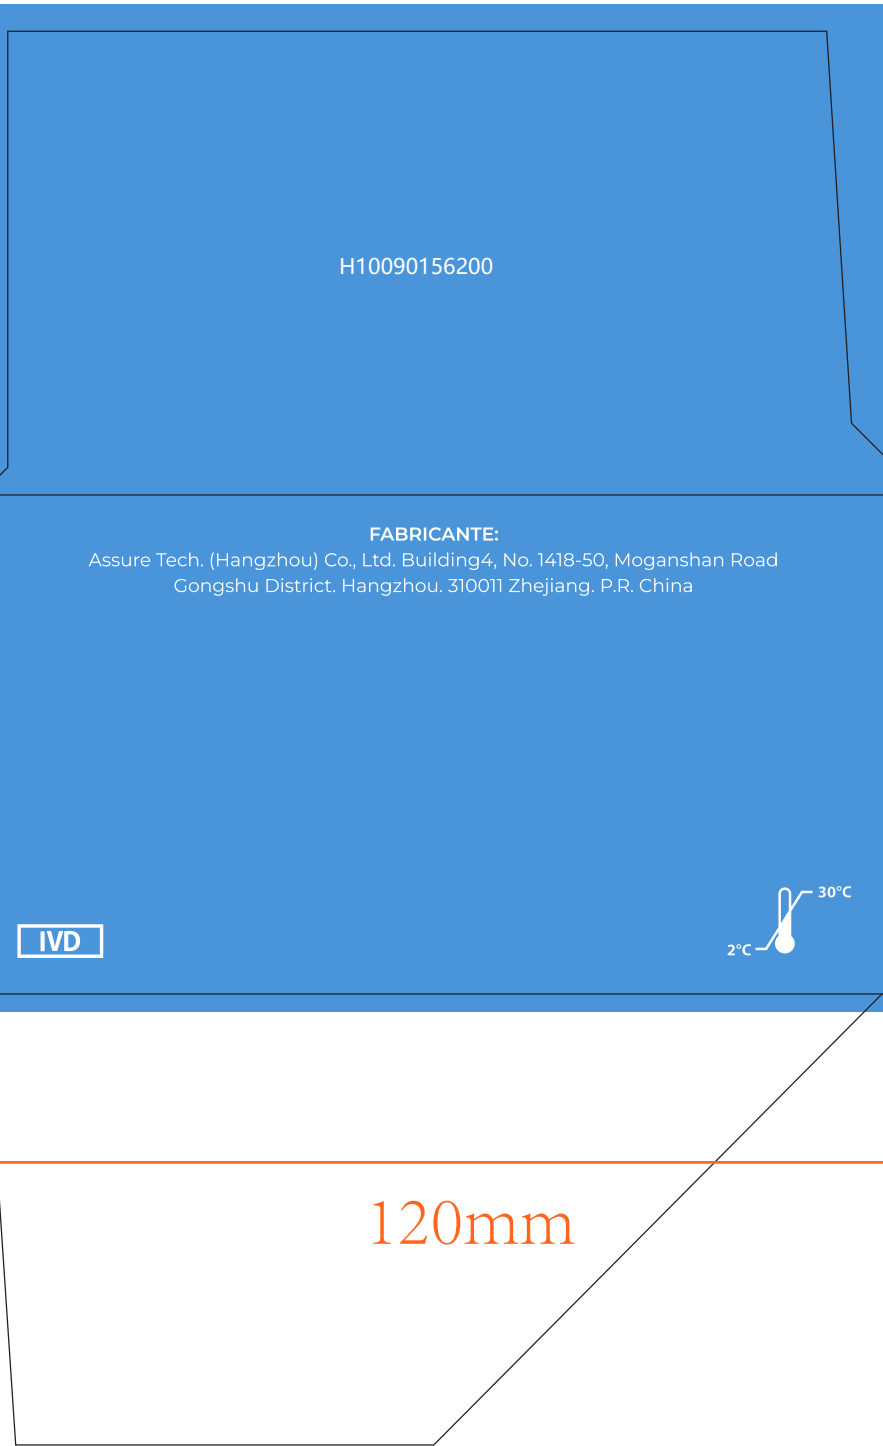 H10090156200
FABRICANTE:
Assure Tech. (Hangzhou) Co., Ltd. Building4, No. 1418-50, Moganshan Road
Gongshu District. Hangzhou. 310011 Zhejiang. P.R. China
30°C
IVD
2°C
120mm